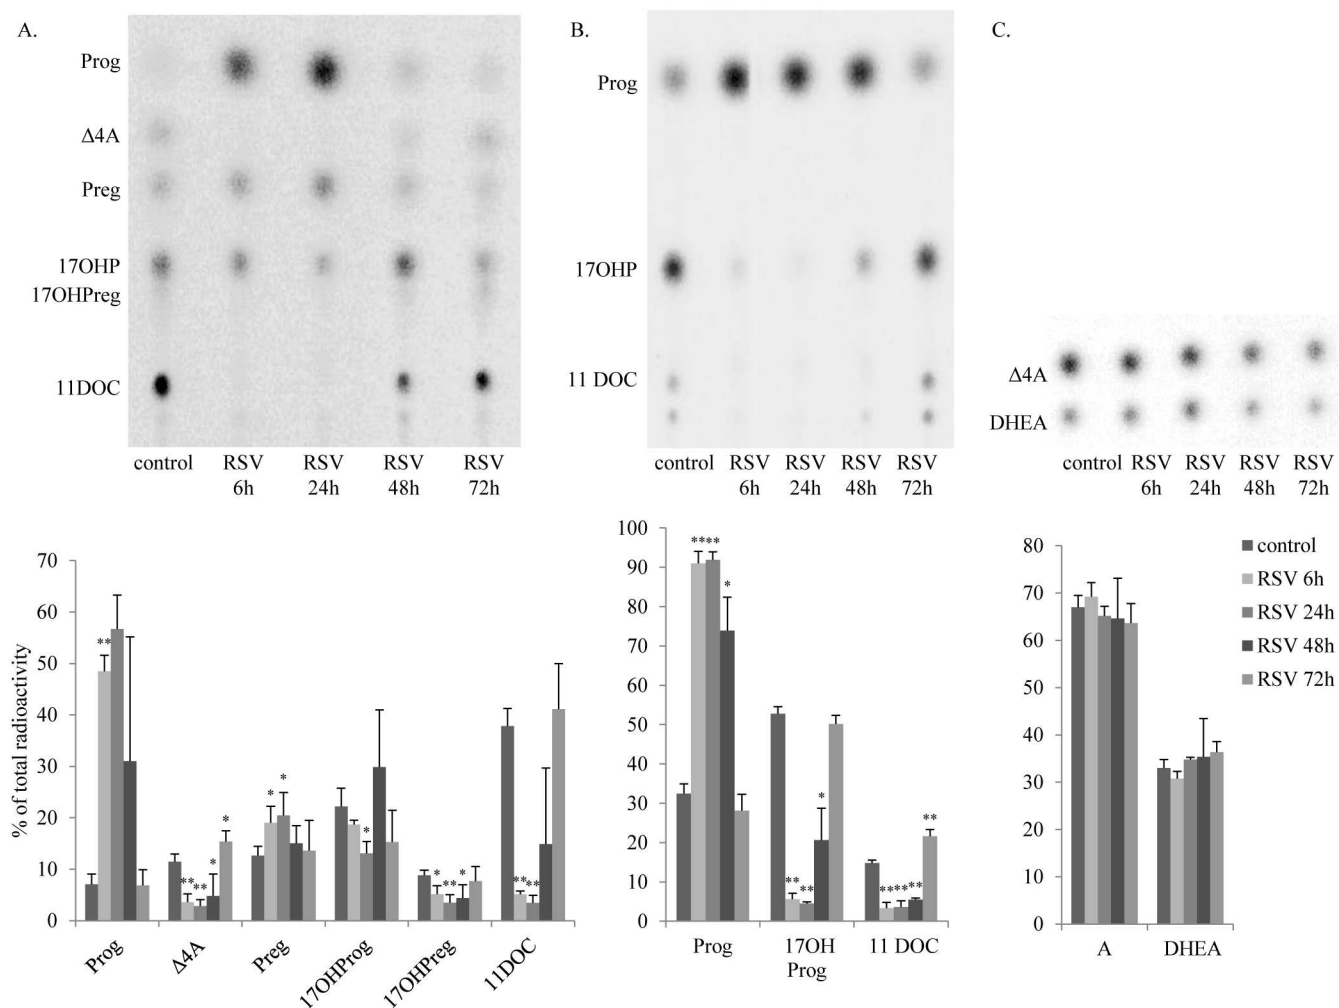 A.
Prog
Δ4A
Preg
17OHP
17OHPreg
11DOC
control RSV RSV RSV RSV
6h 24h 48h 72h
B.
Prog
17OHP
11 DOC
control RSV RSV RSV RSV
6h 24h 48h 72h
C.
Δ4A
DHEA
control RSV RSV RSV RSV
6h 24h 48h 72h
% of total radioactivity
70
60
50
40
30
20
10
0
** ** ** * * * * * * ** * ** **
Prog Δ4A Preg 17OHProg 17OHPreg 11DOC
100
90
80
70
60
50
40
30
20
10
0
** ** * ** ** * ** ** ** **
Prog 17OH 11 DOC
Prog
80
70
60
50
40
30
20
10
0
A DHEA
control
RSV 6h
RSV 24h
RSV 48h
RSV 72h